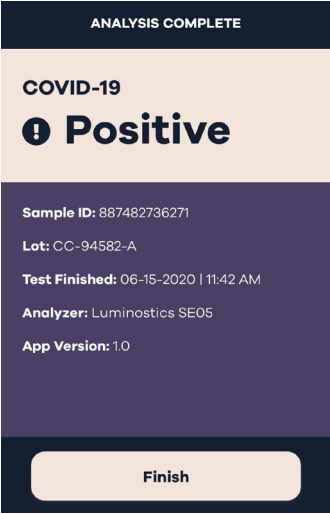 ANALYSIS COMPLETE
COVID-19
Positive
Sample ID: 887482736271
Lot: CC-94582-A
Test Finished: 06-15-2020 | 11:42 AM
Analyzer: Luminostics SE05
App Version: 1.0
Finish